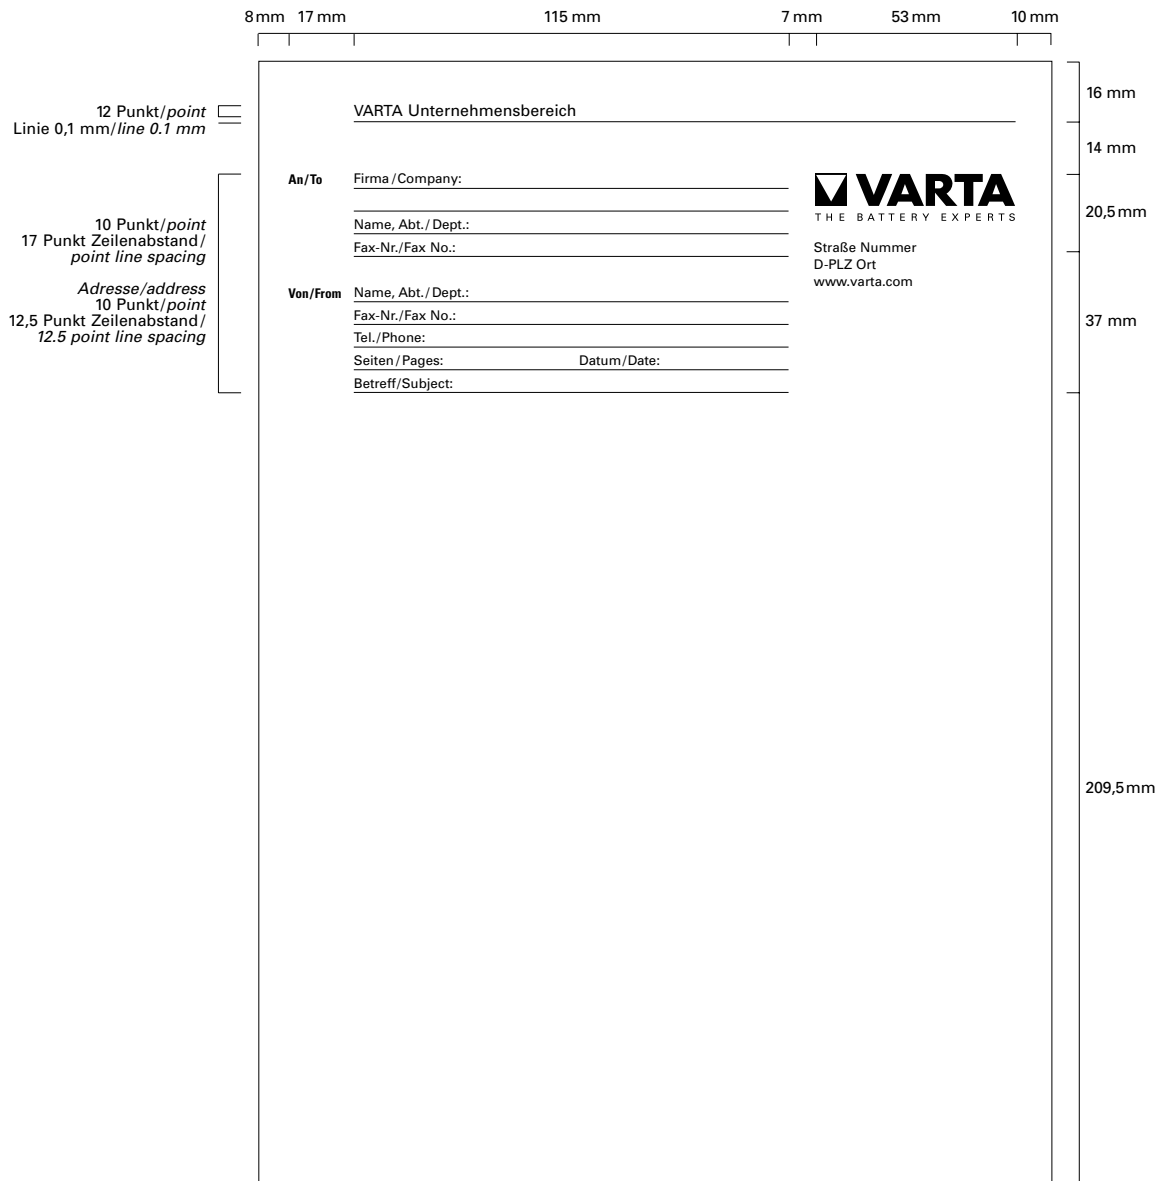 8 mm 17 mm 115 mm 7 mm 53 mm 10 mm
16 mm
12 Punkt/point
Linie 0,1 mm/line 0.1 mm
VARTA Unternehmensbereich
14 mm
An/To Firma/Company:
VARTA
THE BATTERY EXPERTS
20,5 mm
10 Punkt/point
17 Punkt Zeilenabstand/
point line spacing
Name, Abt./Dept.:
Fax-Nr./Fax No.:
Straße Nummer
D-PLZ Ort
www.varta.com
Adresse/address
10 Punkt/point
12,5 Punkt Zeilenabstand/
12.5 point line spacing
Von/From Name, Abt./Dept.:
Fax-Nr./Fax No.:
Tel./Phone:
Seiten/Pages: Datum/Date:
Betreff/Subject:
37 mm
209,5 mm